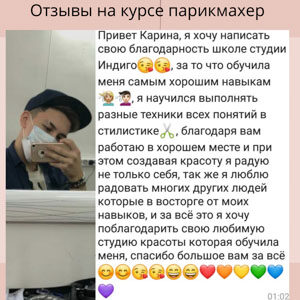 Отзывы на курсе парикмахер
Привет Карина, я хочу написать
свою благодарность школе студии
Индиго😘😘, за то что обучила
меня самым хорошим навыкам
💇🏼💆🏻‍♂️, я научился выполнять
разные техники всех понятий в
стилистике✂️, благодаря вам
работаю в хорошем месте и при
этом создавая красоту я радую
не только себя, так же я люблю
радовать многих других людей
которые в восторге от моих
навыков, и за всё это я хочу
поблагодарить свою любимую
студию красоты которая обучила
меня, спасибо большое вам за всё
😊😊😘😘😄😄❤️🧡💛💚💙
💜
01:02